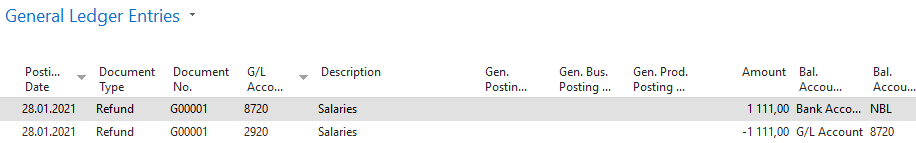 General Ledger Entries
Posti... Date Document Type Document No. G/L Acco... Description Gen. Postin... Gen. Bus. Posting ... Gen. Prod. Posting ... Amount Bal. Accou... Bal. Accou...
28.01.2021 Refund G00001 8720 Salaries 1 111,00 Bank Acco... NBL
28.01.2021 Refund G00001 2920 Salaries -1 111,00 G/L Account 8720